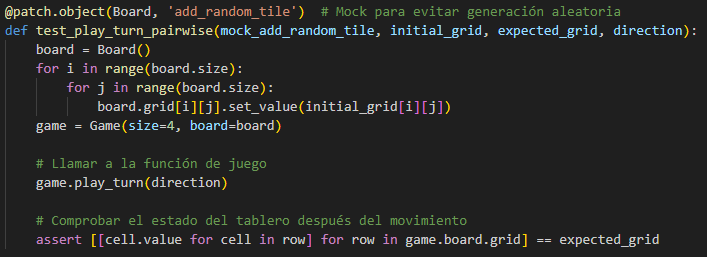 @patch.object(Board, 'add_random_tile')  # Mock para evitar generación aleatoria
def test_play_turn_pairwise(mock_add_random_tile, initial_grid, expected_grid, direction):
    board = Board()
    for i in range(board.size):
        for j in range(board.size):
            board.grid[i][j].set_value(initial_grid[i][j])
    game = Game(size=4, board=board)

    # Llamar a la función de juego
    game.play_turn(direction)

    # Comprobar el estado del tablero después del movimiento
    assert [[cell.value for cell in row] for row in game.board.grid] == expected_grid